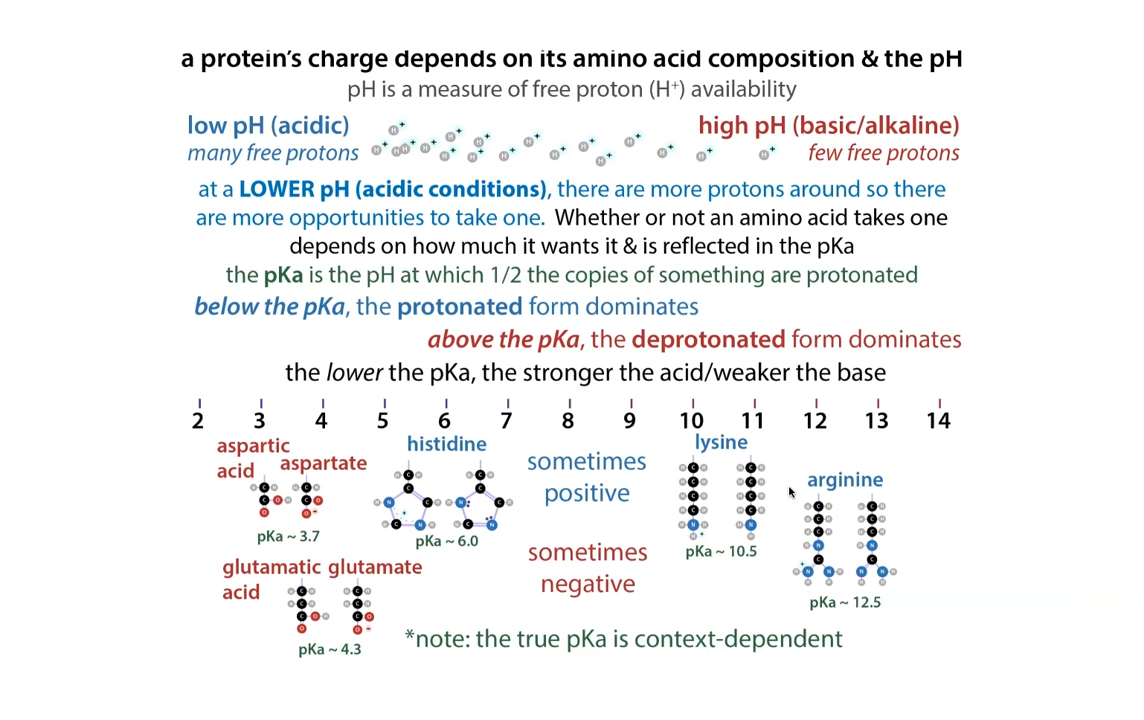 a protein's charge depends on its amino acid composition & the pH
pH is a measure of free proton (H+) availability
low pH (acidic)
high pH (basic/alkaline)
many free protons
few free protons
at a LOWER pH (acidic conditions), there are more protons around so there
are more opportunities to take one. Whether or not an amino acid takes one
depends on how much it wants it & is reflected in the pKa
the pKa is the pH at which 1/2 the copies of something are protonated
below the pKa, the protonated form dominates
above the pKa, the deprotonated form dominates
the lower the pKa, the stronger the acid/weaker the base
2 3 4 5 6 7 8 9 10 11 12 13 14
aspartic
acid
aspartate
pKa ~ 3.7
histidine
pKa ~ 6.0
sometimes
positive
lysine
pKa ~ 10.5
arginine
pKa ~ 12.5
sometimes
negative
glutamatic glutamate
acid
pKa ~ 4.3
*note: the true pKa is context-dependent